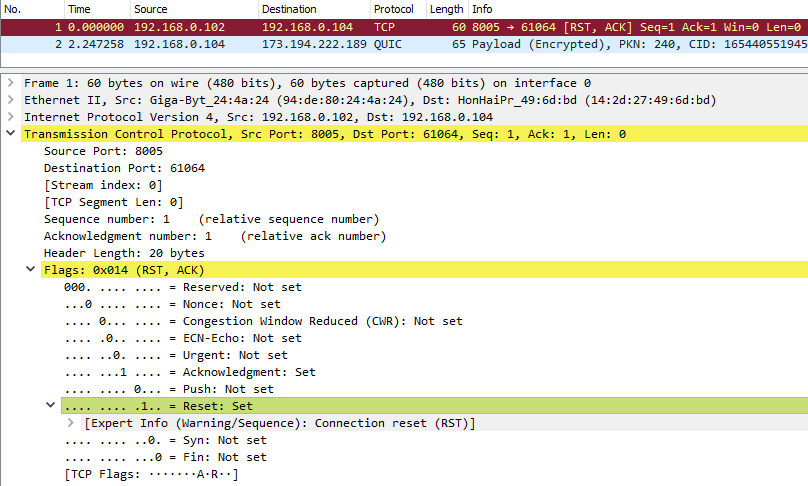 No. Time Source Destination Protocol Length Info
1 0.000000 192.168.0.102 192.168.0.104 TCP 60 8005 → 61064 [RST, ACK] Seq=1 Ack=1 Win=0 Len=0
2 2.247258 192.168.0.104 173.194.222.189 QUIC 65 Payload (Encrypted), PKN: 240, CID: 165440551945
Frame 1: 60 bytes on wire (480 bits), 60 bytes captured (480 bits) on interface 0
Ethernet II, Src: Giga-Byt_24:4a:24 (94:de:80:24:4a:24), Dst: HonHaiPr_49:6d:bd (14:2d:27:49:6d:bd)
Internet Protocol Version 4, Src: 192.168.0.102, Dst: 192.168.0.104
Transmission Control Protocol, Src Port: 8005, Dst Port: 61064, Seq: 1, Ack: 1, Len: 0
Source Port: 8005
Destination Port: 61064
[Stream index: 0]
[TCP Segment Len: 0]
Sequence number: 1 (relative sequence number)
Acknowledgment number: 1 (relative ack number)
Header Length: 20 bytes
Flags: 0x014 (RST, ACK)
000. .... .... = Reserved: Not set
...0 .... .... = Nonce: Not set
.... 0... .... = Congestion Window Reduced (CWR): Not set
.... .0.. .... = ECN-Echo: Not set
.... ..0. .... = Urgent: Not set
.... ...1 .... = Acknowledgment: Set
.... .... 0... = Push: Not set
.... .... .1.. = Reset: Set
[Expert Info (Warning/Sequence): Connection reset (RST)]
.... .... ..0. = Syn: Not set
.... .... ...0 = Fin: Not set
[TCP Flags: ·······A·R··]